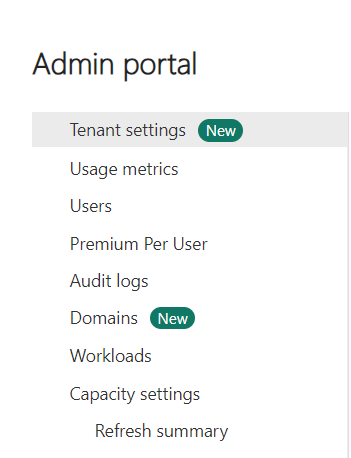 Admin portal
Tenant settings New
Usage metrics
Users
Premium Per User
Audit logs
Domains New
Workloads
Capacity settings
Refresh summary